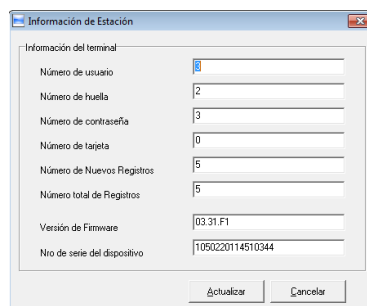 Información de Estación
Información del terminal
Número de usuario 3
Número de huella 2
Número de contraseña 3
Número de tarjeta 0
Número de Nuevos Registros 5
Número total de Registros 5
Versión de Firmware 03.31.F1
Nro de serie del dispositivo 1050220114510344
Actualizar Cancelar